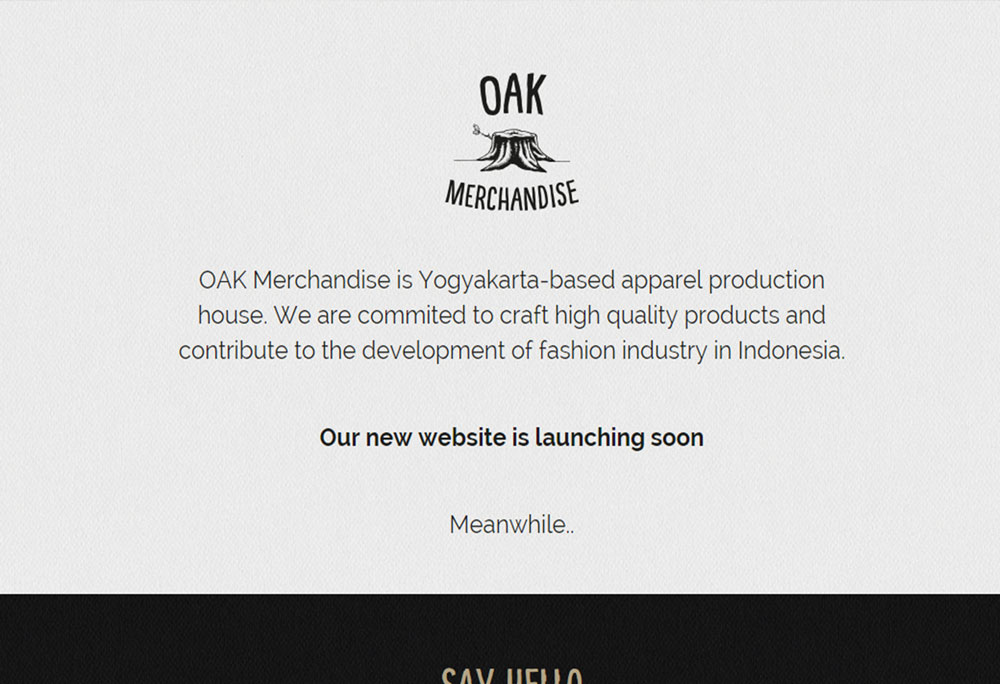 OAK
MERCHANDISE
OAK Merchandise is Yogyakarta-based apparel production
house. We are commited to craft high quality products and
contribute to the development of fashion industry in Indonesia.
Our new website is launching soon
Meanwhile..
SAY HELLO